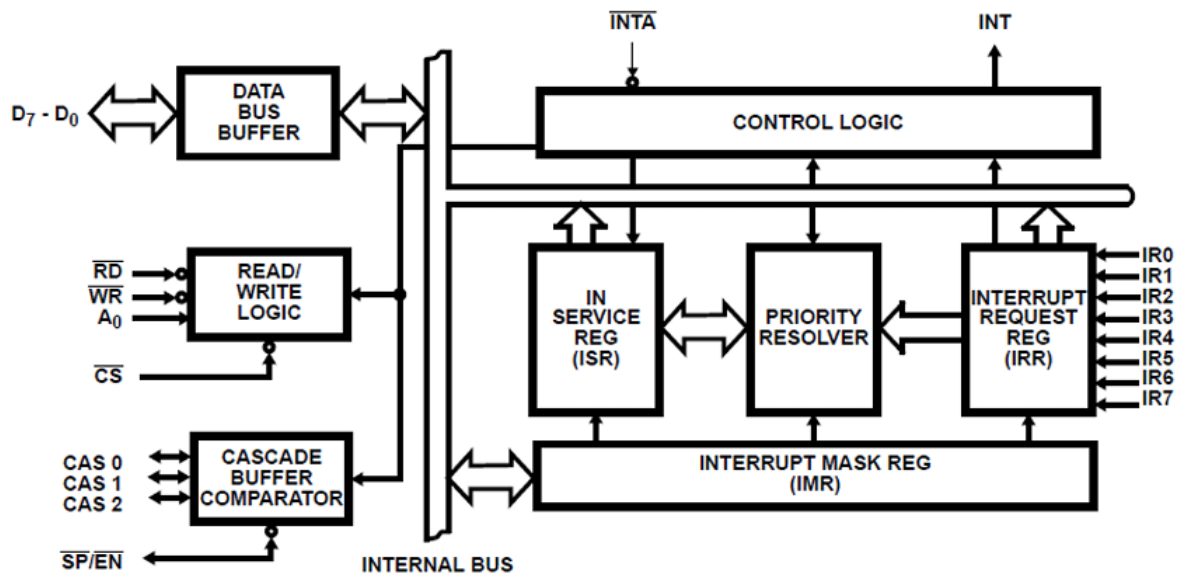 INTA
INT
DATA
BUS
BUFFER
D7 - D0
CONTROL LOGIC
RD
WR
A0
READ/
WRITE
LOGIC
CS
IN
SERVICE
REG
(ISR)
PRIORITY
RESOLVER
INTERRUPT
REQUEST
REG
(IRR)
IR0
IR1
IR2
IR3
IR4
IR5
IR6
IR7
CAS 0
CAS 1
CAS 2
CASCADE
BUFFER
COMPARATOR
INTERRUPT MASK REG
(IMR)
SP/EN
INTERNAL BUS